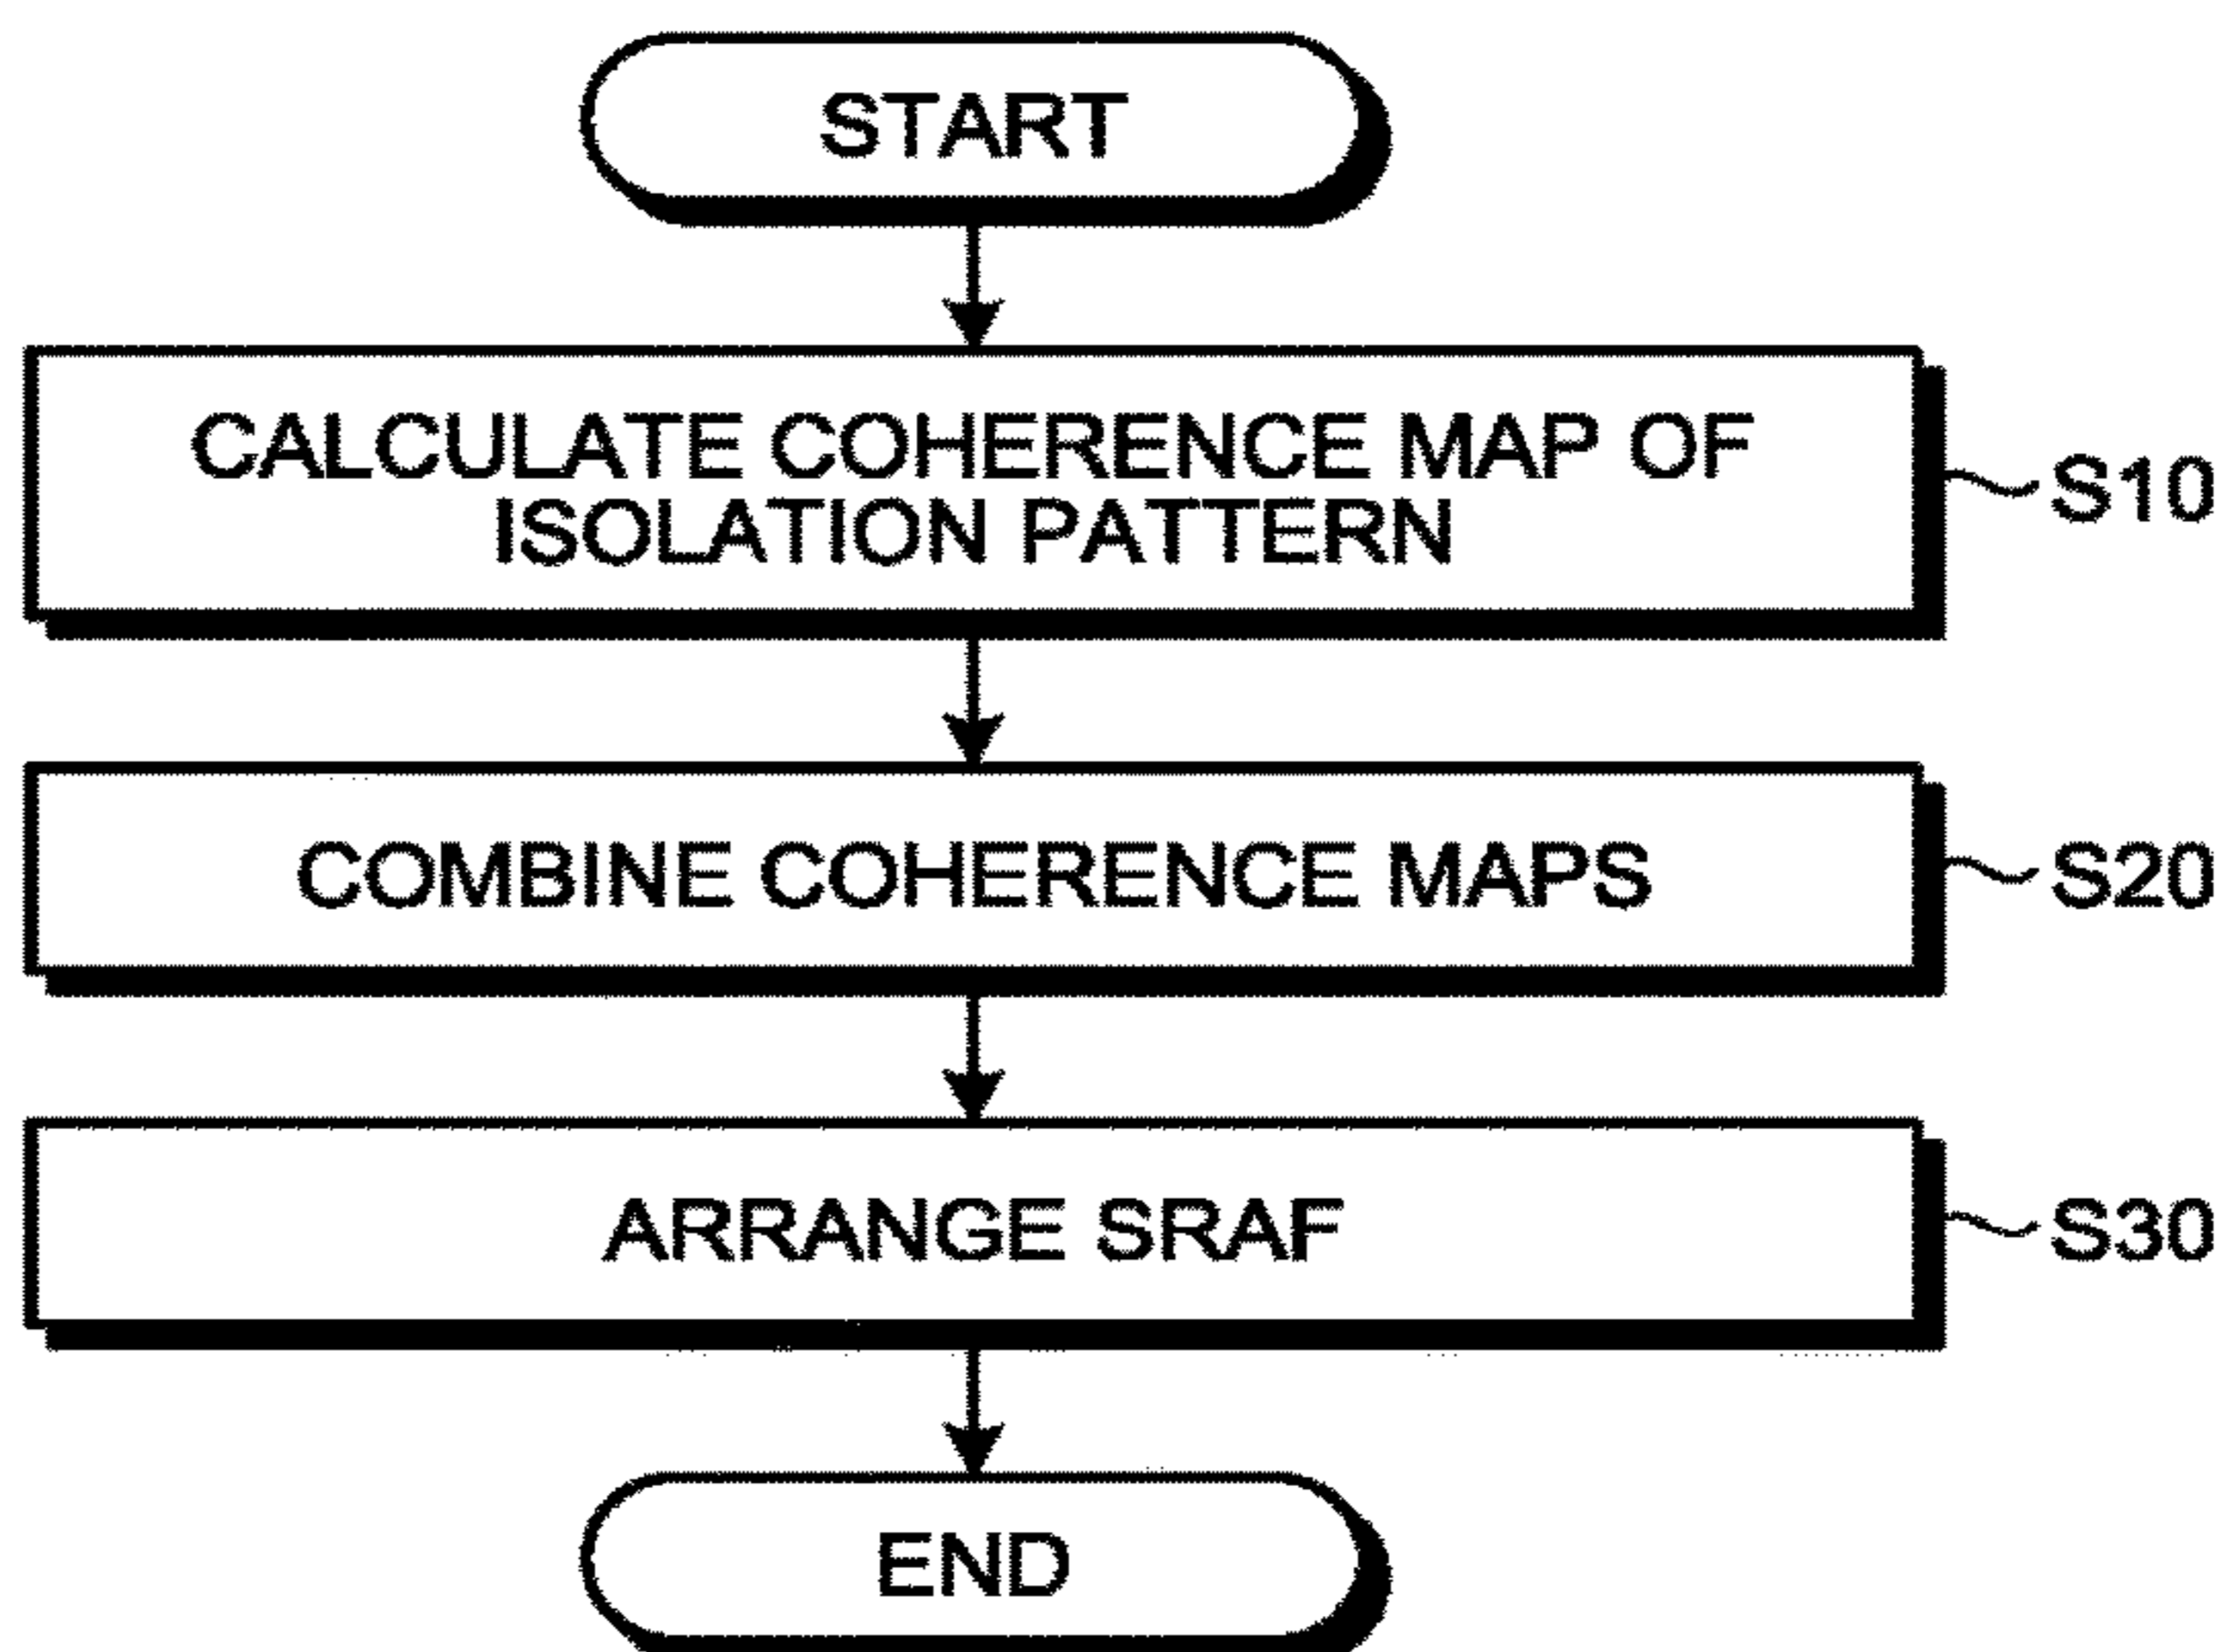 START
CALCULATE COHERENCE MAP OF
ISOLATION PATTERN
S10
COMBINE COHERENCE MAPS
S20
ARRANGE SRAF
S30
END